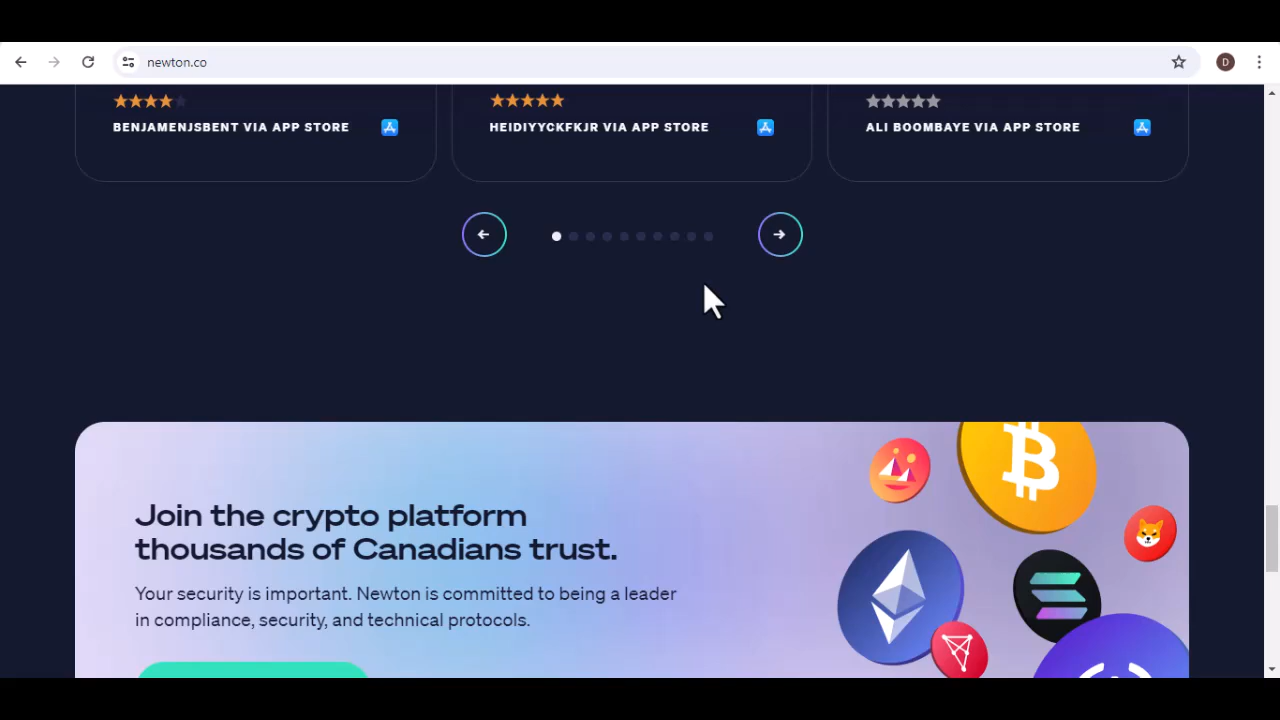 newton.co
D
BENJAMENJSBENT VIA APP STORE
HEIDIYYCKFKJR VIA APP STORE
ALI BOOMBAYE VIA APP STORE
Join the crypto platform
thousands of Canadians trust.
Your security is important. Newton is committed to being a leader
in compliance, security, and technical protocols.